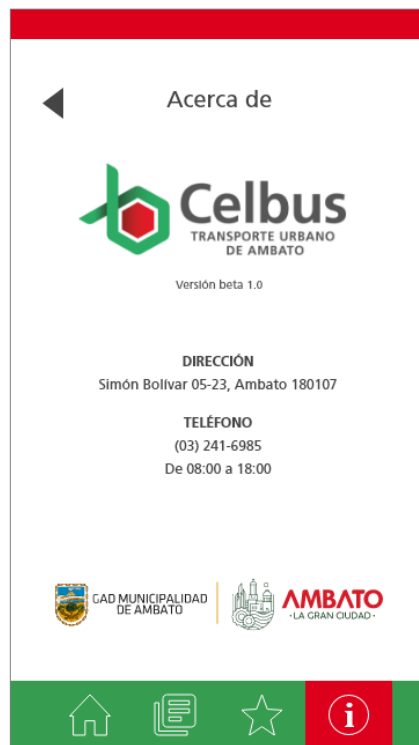 Acerca de
Celbus
TRANSPORTE URBANO
DE AMBATO
Versión beta 1.0
DIRECCIÓN
Simón Bolívar 05-23, Ambato 180107
TELÉFONO
(03) 241-6985
De 08:00 a 18:00
GAD MUNICIPALIDAD
DE AMBATO
AMBATO
·LA GRAN CIUDAD·
i